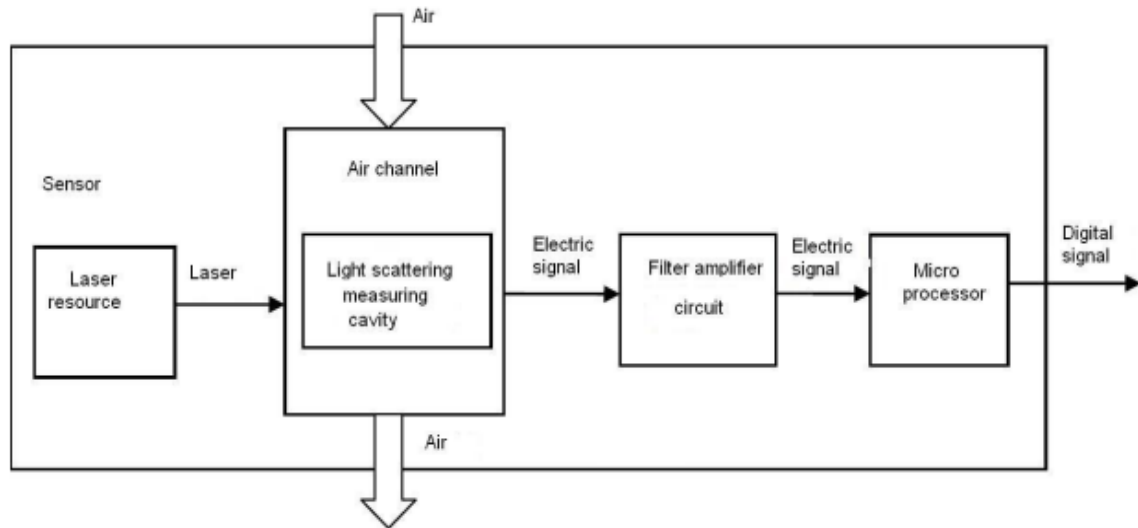 Air
Sensor
Air channel
Laser
resource
Laser
Light scattering
measuring
cavity
Electric
signal
Filter amplifier
circuit
Electric
signal
Micro
processor
Digital
signal
Air